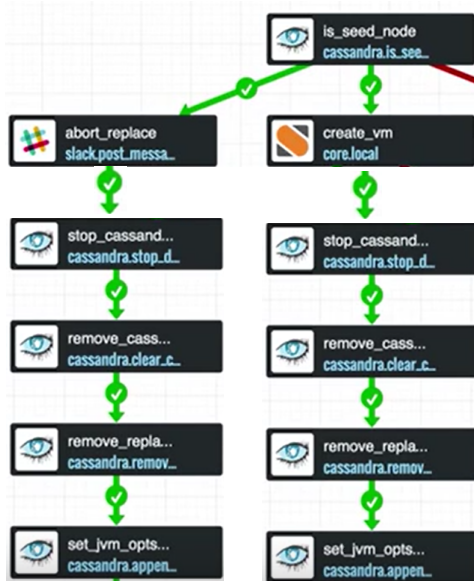 is_seed_node
cassandra.is_see...
abort_replace
slack.post_messa...
create_vm
core.local
stop_cassand...
cassandra.stop_d...
stop_cassand...
cassandra.stop_d...
remove_cass...
cassandra.clear_c...
remove_cass...
cassandra.clear_c...
remove_repla...
cassandra.remov...
remove_repla...
cassandra.remov...
set_jvm_opts...
cassandra.appen...
set_jvm_opts...
cassandra.appen...